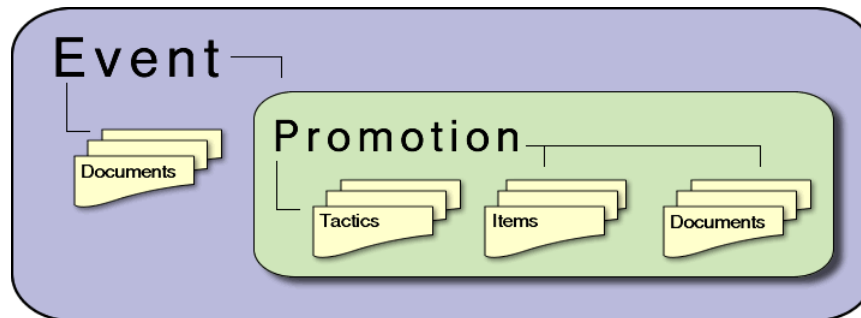 Event
Promotion
Documents
Tactics
Items
Documents